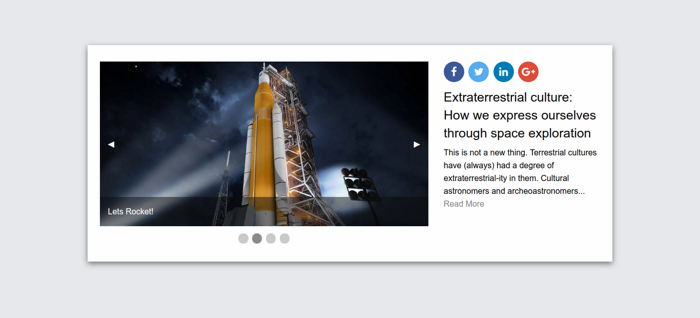 Lets Rocket!
f
in
G+
Extraterrestrial culture:
How we express ourselves
through space exploration
This is not a new thing. Terrestrial cultures
have (always) had a degree of
extraterrestrial-ity in them. Cultural
astronomers and archeoastronomers...
Read More